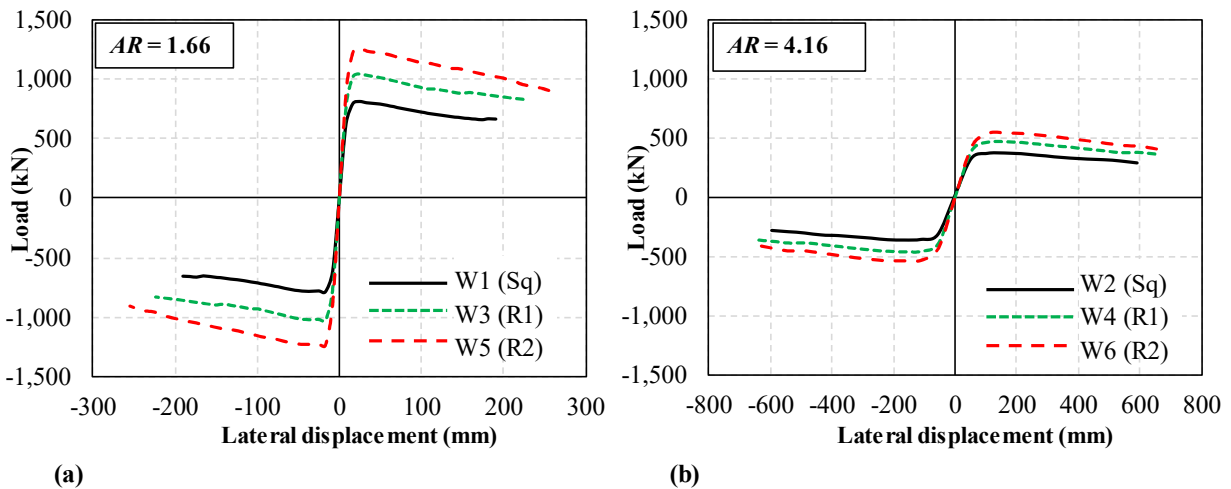 1,500
1,000
500
0
-500
-1,000
-1,500
Load (kN)
AR = 1.66
W1 (Sq)
W3 (R1)
W5 (R2)
-300 -200 -100 0 100 200 300
Lateral displacement (mm)
(a)
1,500
1,000
500
0
-500
-1,000
-1,500
Load (kN)
AR = 4.16
W2 (Sq)
W4 (R1)
W6 (R2)
-800 -600 -400 -200 0 200 400 600 800
Lateral displacement (mm)
(b)